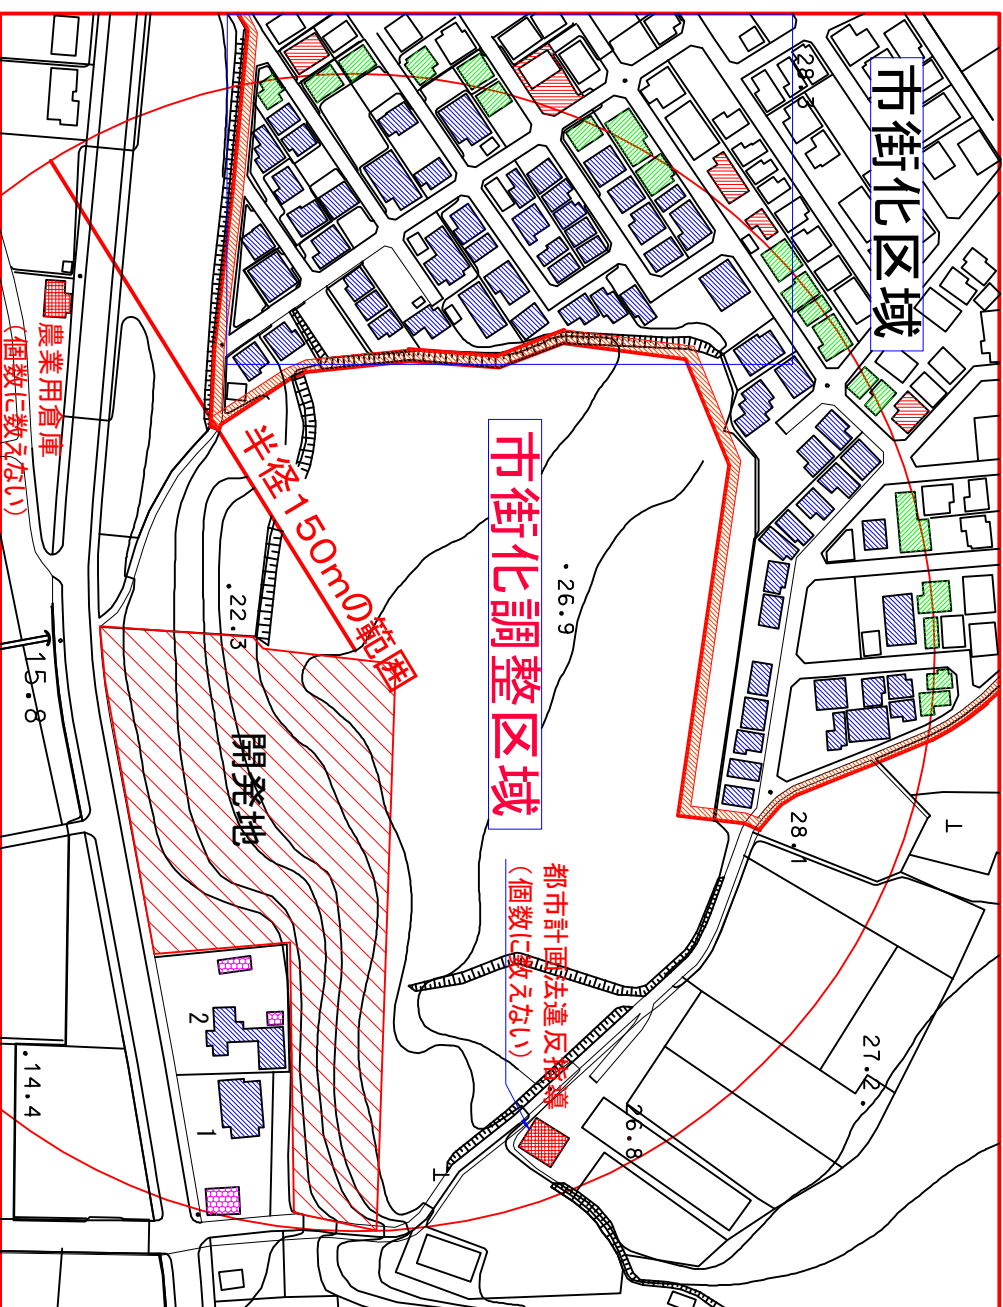 市街化区域
28.3
農業用倉庫
(個数に数えない)
半径150mの範囲
市街化調整区域
.26.9
.22.3
15.8
開発地
28.1
都市計画法違反指導
(個数に数えない)
27.2.
26.8
2
1
.14.4